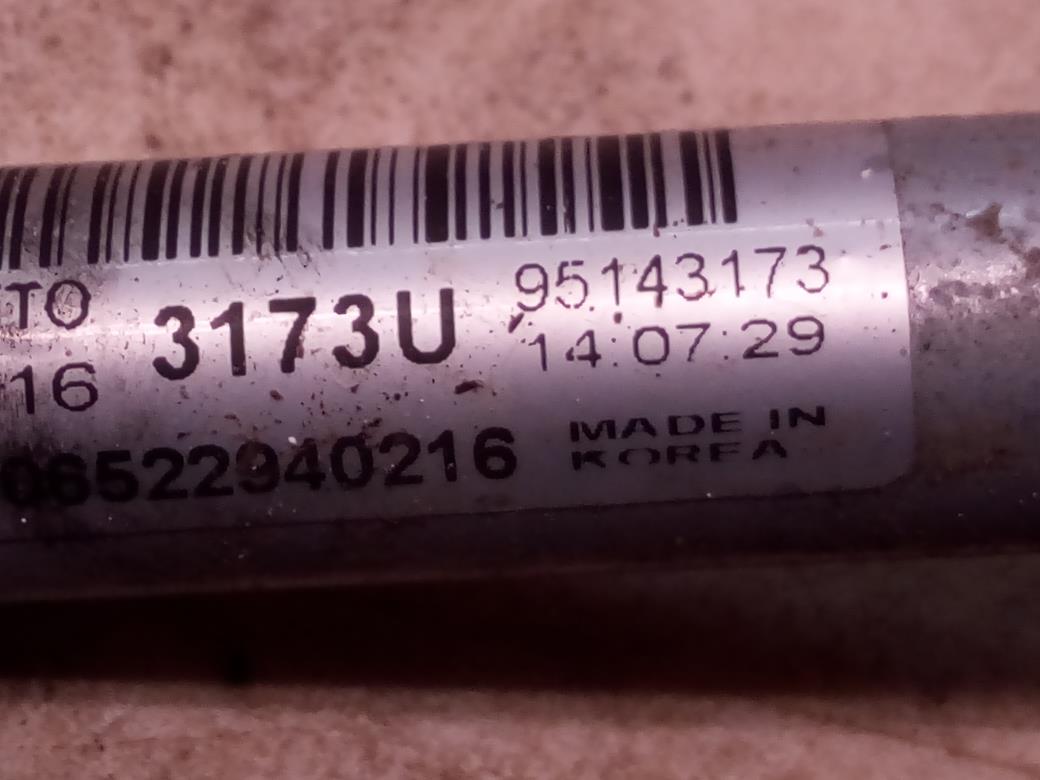 TO 3173U 95143173
16 14:07:29
06522940216 MADE IN
KOREA